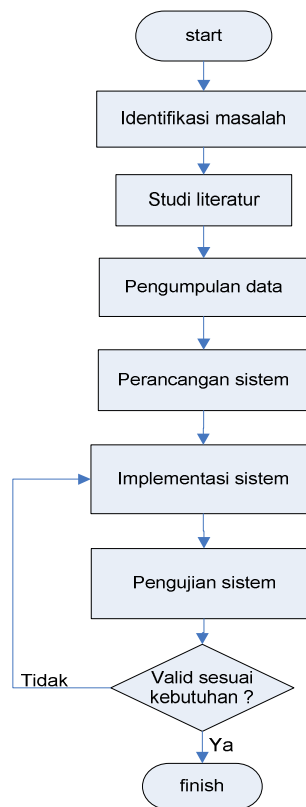 start
Identifikasi masalah
Studi literatur
Pengumpulan data
Perancangan sistem
Implementasi sistem
Pengujian sistem
Valid sesuai
kebutuhan ?
Tidak
Ya
finish